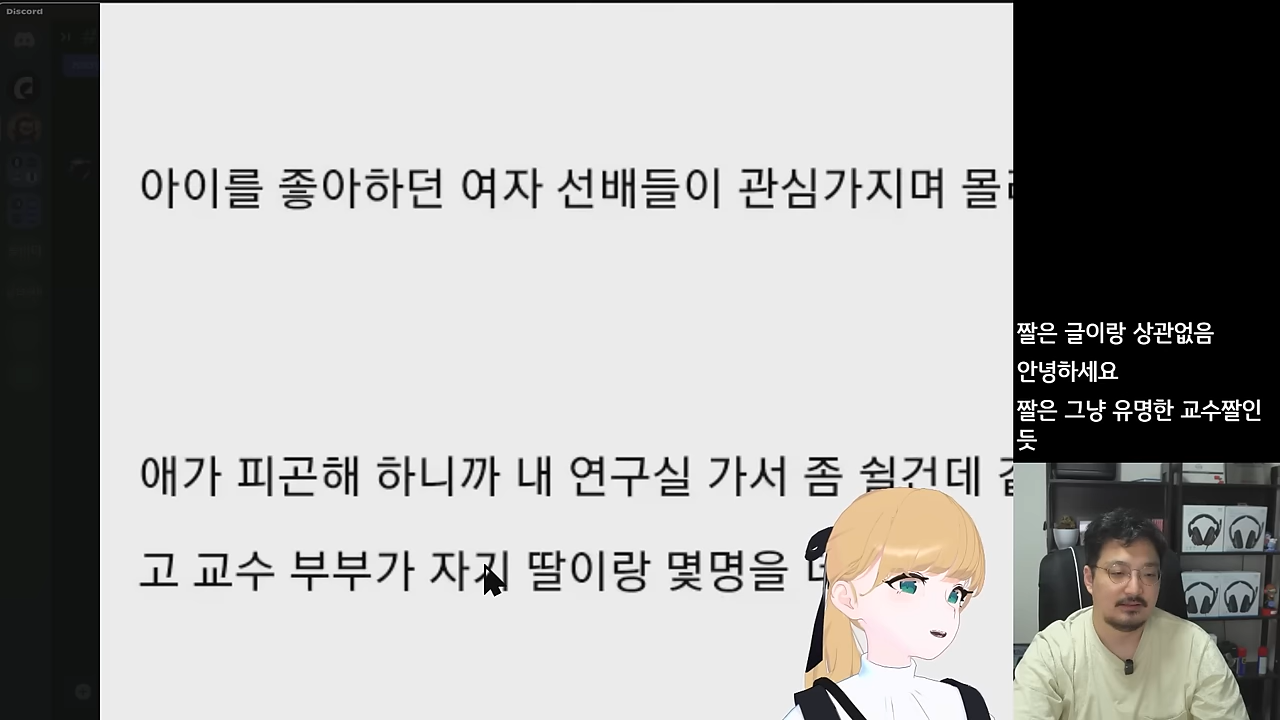 Discord
아이를 좋아하던 여자 선배들이 관심가지며
애가 피곤해 하니까 내 연구실 가서 좀 쉴건데
고 교수 부부가 자기 딸이랑 몇명을
짤은 글이랑 상관없음
안녕하세요
짤은 그냥 유명한 교수짤인
듯